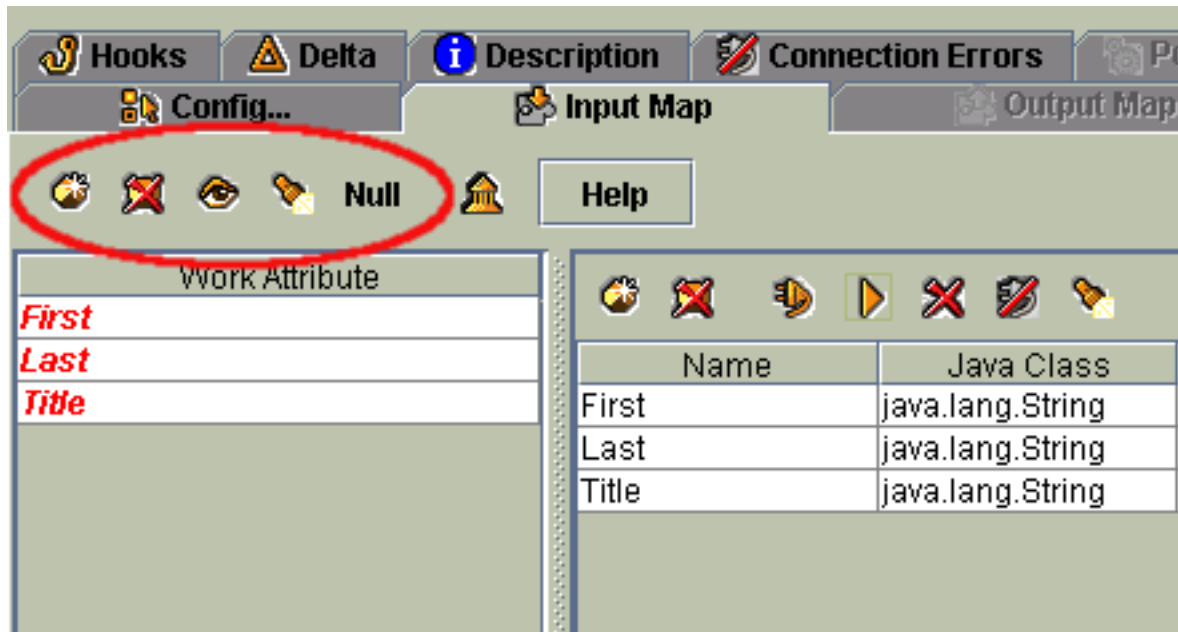 Hooks Delta Description Connection Errors
Config... Input Map Output Map
Null Help
Work Attribute
First
Last
Title
Name Java Class
First java.lang.String
Last java.lang.String
Title java.lang.String